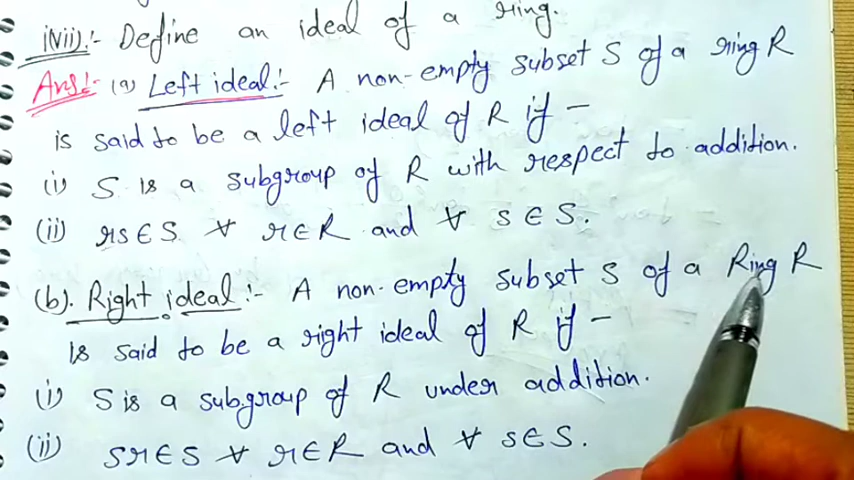 (vii):- Define an ideal of a ring.
Ans:- (a) Left ideal:- A non-empty subset S of a ring R
is said to be a left ideal of R if -
(i) S is a subgroup of R with respect to addition.
(ii) rs ∈ S ∀ r ∈ R and ∀ s ∈ S.
(b). Right ideal:- A non-empty subset S of a Ring R
is said to be a right ideal of R if -
(i) S is a subgroup of R under addition.
(ii) sr ∈ S ∀ r ∈ R and ∀ s ∈ S.